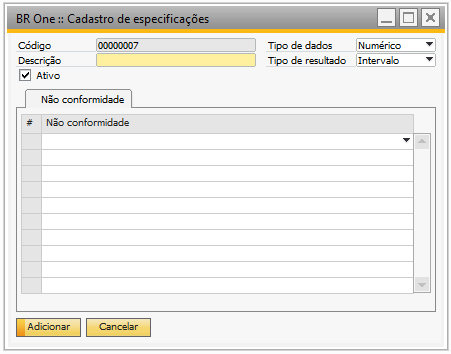 BR One :: Cadastro de especificações
Código 00000007 Tipo de dados Numérico
Descrição Tipo de resultado Intervalo
Ativo
Não conformidade
# Não conformidade
Adicionar Cancelar